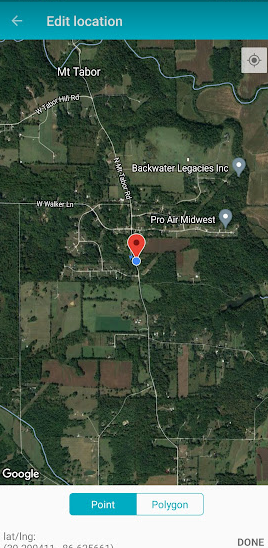 Edit location
Mt Tabor
W Tabor Hill Rd
N Mt Tabor Rd
Backwater Legacies Inc
W Walker Ln
Pro Air Midwest
Google
Point
Polygon
lat/lng:
DONE